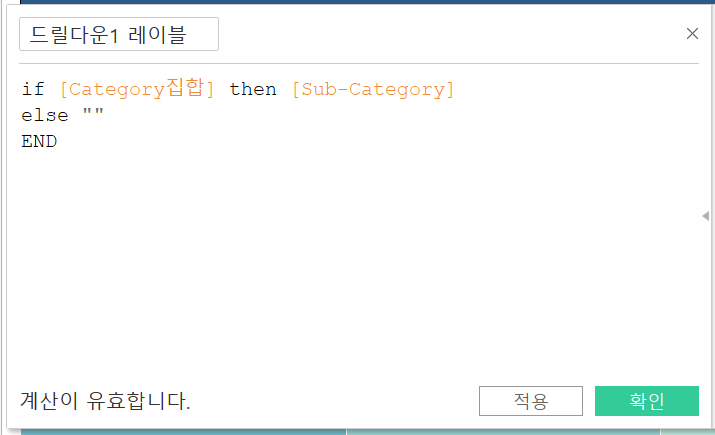 드릴다운1 레이블
if [Category집합] then [Sub-Category]
else ""
END
계산이 유효합니다.
적용
확인